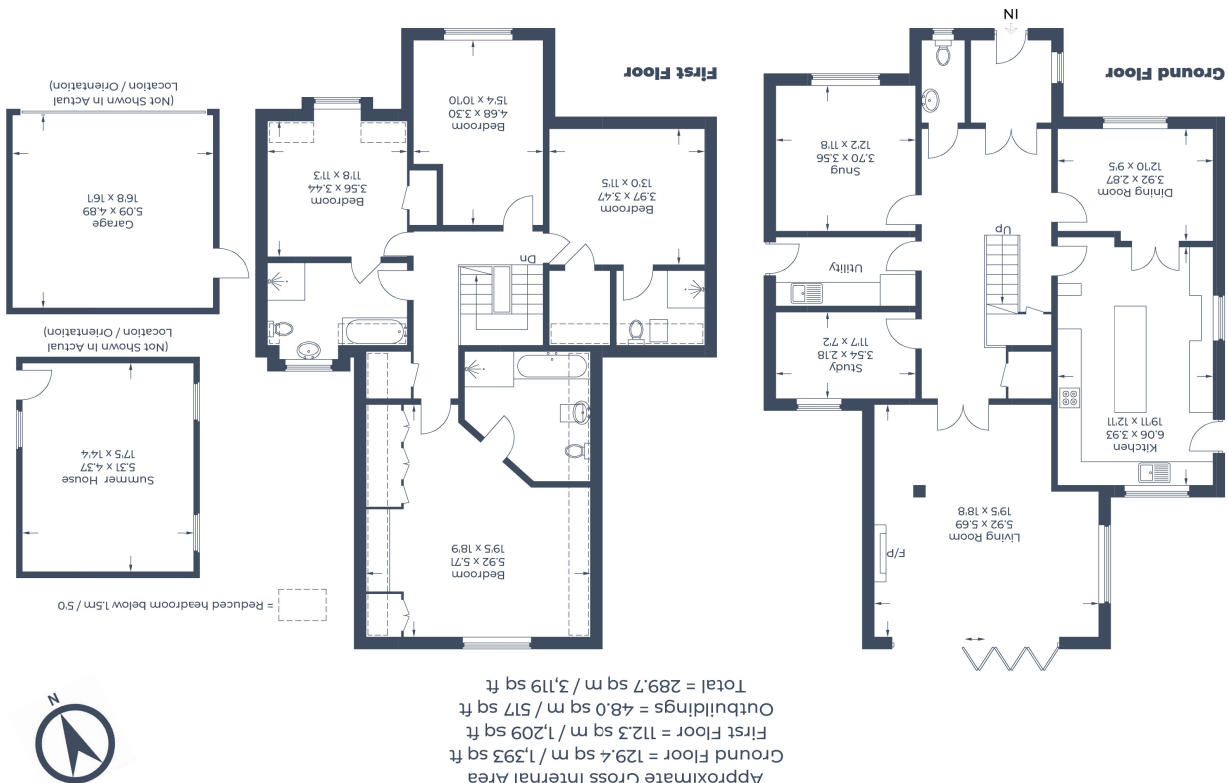 Approximate Gross Internal Area
Ground Floor = 129.4 sq m / 1,393 sq ft
First Floor = 112.3 sq m / 1,209 sq ft
Outbuildings = 48.0 sq m / 517 sq ft
Total = 289.7 sq m / 3,119 sq ft
N
= Reduced headroom below 1.5m / 5'0
Living Room
5.92 x 5.69
19'5 x 18'8
F/P
Kitchen
6.06 x 3.93
19'11 x 12'11
Study
3.54 x 2.18
11'7 x 7'2
Utility
Up
Dining Room
3.92 x 2.87
12'10 x 9'5
Snug
3.70 x 3.56
12'2 x 11'8
IN
Ground Floor
Bedroom
5.92 x 5.71
19'5 x 18'9
Dn
Bedroom
3.97 x 3.47
13'0 x 11'5
Bedroom
4.68 x 3.30
15'4 x 10'10
Bedroom
3.56 x 3.44
11'8 x 11'3
First Floor
Summer House
5.31 x 4.37
17'5 x 14'4
(Not Shown In Actual
Location / Orientation)
Garage
5.09 x 4.89
16'8 x 16'1
(Not Shown In Actual
Location / Orientation)